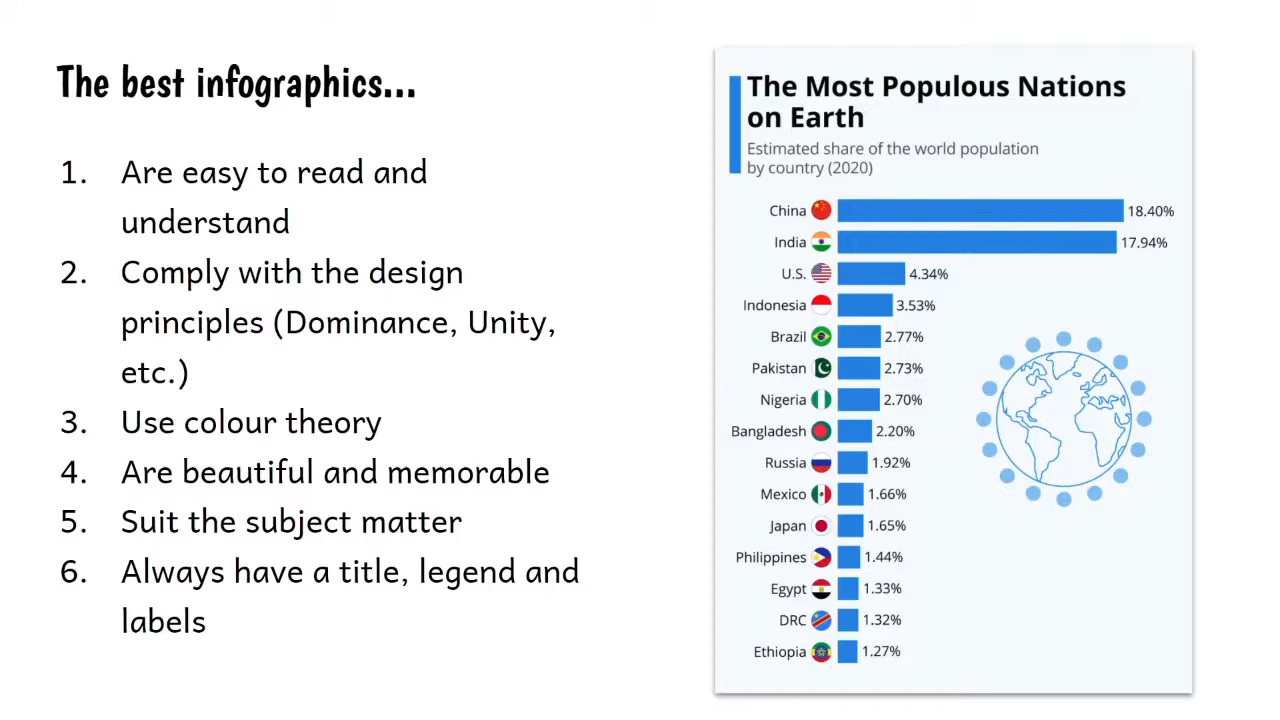 The best infographics...
1. Are easy to read and
understand
2. Comply with the design
principles (Dominance, Unity,
etc.)
3. Use colour theory
4. Are beautiful and memorable
5. Suit the subject matter
6. Always have a title, legend and
labels
The Most Populous Nations
on Earth
Estimated share of the world population
by country (2020)
China 18.40%
India 17.94%
U.S. 4.34%
Indonesia 3.53%
Brazil 2.77%
Pakistan 2.73%
Nigeria 2.70%
Bangladesh 2.20%
Russia 1.92%
Mexico 1.66%
Japan 1.65%
Philippines 1.44%
Egypt 1.33%
DRC 1.32%
Ethiopia 1.27%